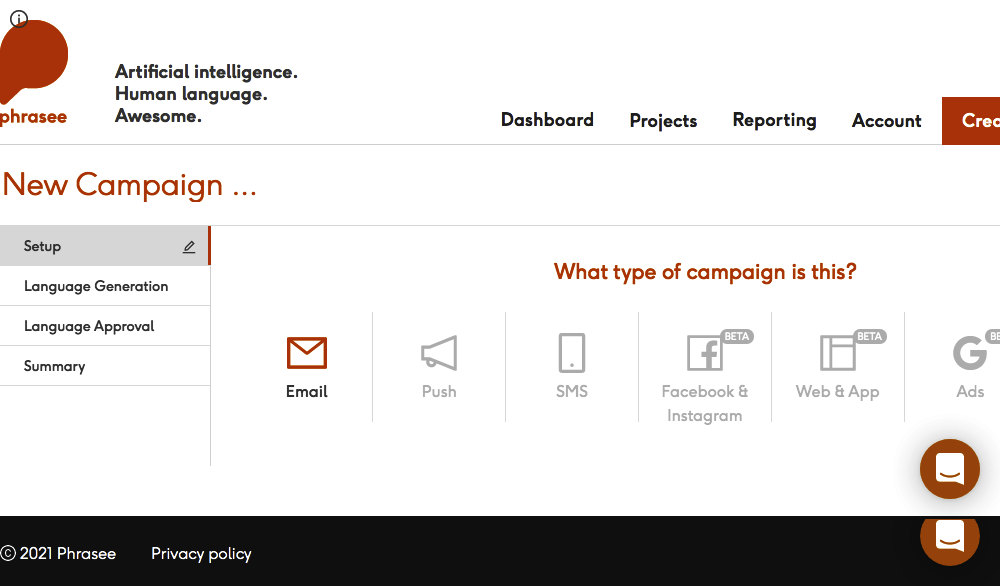 phrasee
Artificial intelligence.
Human language.
Awesome.
Dashboard Projects Reporting Account
New Campaign ...
Setup
Language Generation
Language Approval
Summary
What type of campaign is this?
BETA BETA
Email Push SMS Facebook & Instagram Web & App Ads
© 2021 Phrasee Privacy policy